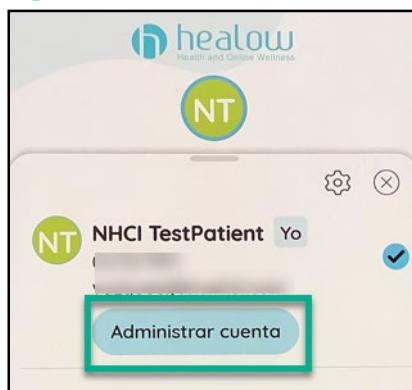 healow
Health and Online Wellness
NT
NT
NHCI TestPatient Yo
Administrar cuenta